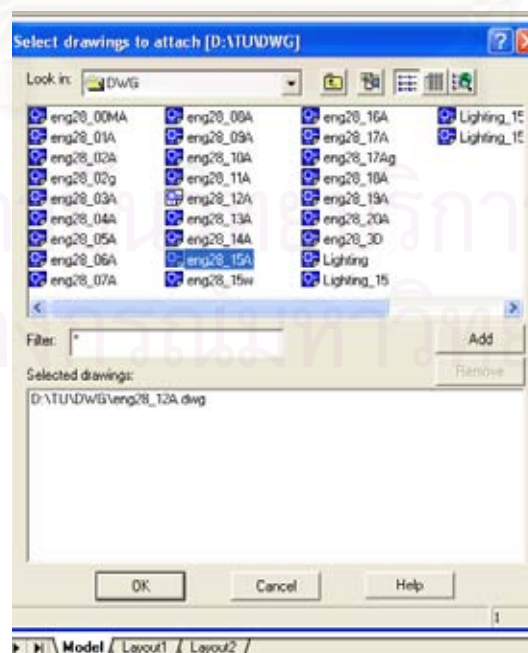 Select drawings to attach [D:\TU\DWG]
Look in: DWG
eng28_00MA eng28_08A eng28_16A Lighting_15
eng28_01A eng28_09A eng28_17A Lighting_15
eng28_02A eng28_10A eng28_17Ag
eng28_02g eng28_11A eng28_18A
eng28_03A eng28_12A eng28_19A
eng28_04A eng28_13A eng28_20A
eng28_05A eng28_14A eng28_3D
eng28_06A eng28_15A Lighting
eng28_07A eng28_15w Lighting_15
Filter: * Add
Selected drawings: Remove
D:\TU\DWG\eng28_12A.dwg
OK Cancel Help
1
Model Layout1 Layout2